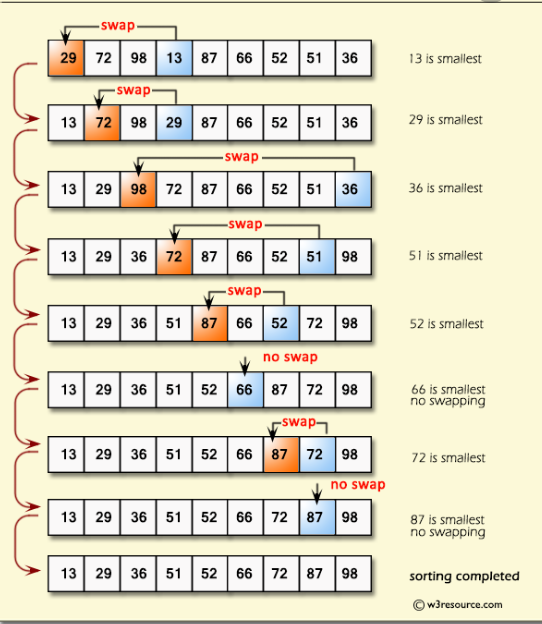 swap
29 72 98 13 87 66 52 51 36 13 is smallest
swap
13 72 98 29 87 66 52 51 36 29 is smallest
swap
13 29 98 72 87 66 52 51 36 36 is smallest
swap
13 29 36 72 87 66 52 51 98 51 is smallest
swap
13 29 36 51 87 66 52 72 98 52 is smallest
no swap
13 29 36 51 52 66 87 72 98 66 is smallest
no swapping
swap
13 29 36 51 52 66 87 72 98 72 is smallest
no swap
13 29 36 51 52 66 72 87 98 87 is smallest
no swapping
13 29 36 51 52 66 72 87 98 sorting completed
© w3resource.com